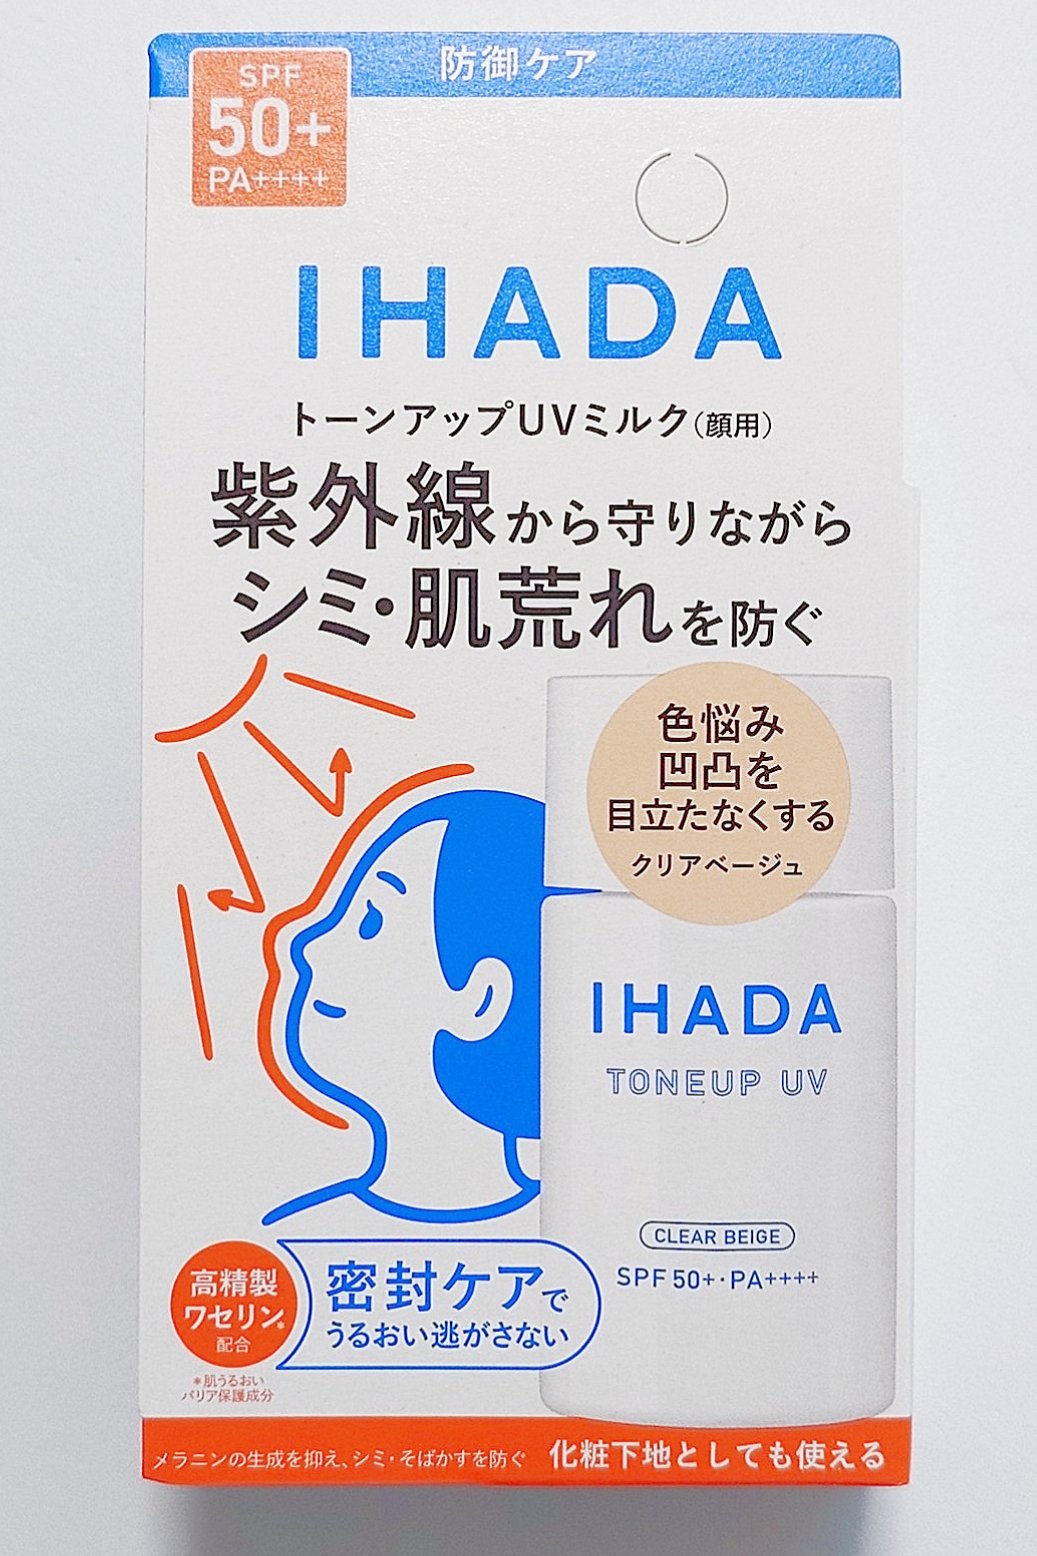 防御ケア
SPF
50+
PA++++
IHADA
トーンアップUVミルク(顔用)
紫外線から守りながら
シミ・肌荒れを防ぐ
色悩み
凹凸を
目立たなくする
クリアベージュ
IHADA
TONEUP UV
CLEAR BEIGE
SPF50+・PA++++
高精製
ワセリン*
配合
*肌うるおい
バリア保護成分
密封ケアで
うるおい逃がさない
メラニンの生成を抑え、シミ・そばかすを防ぐ
化粧下地としても使える